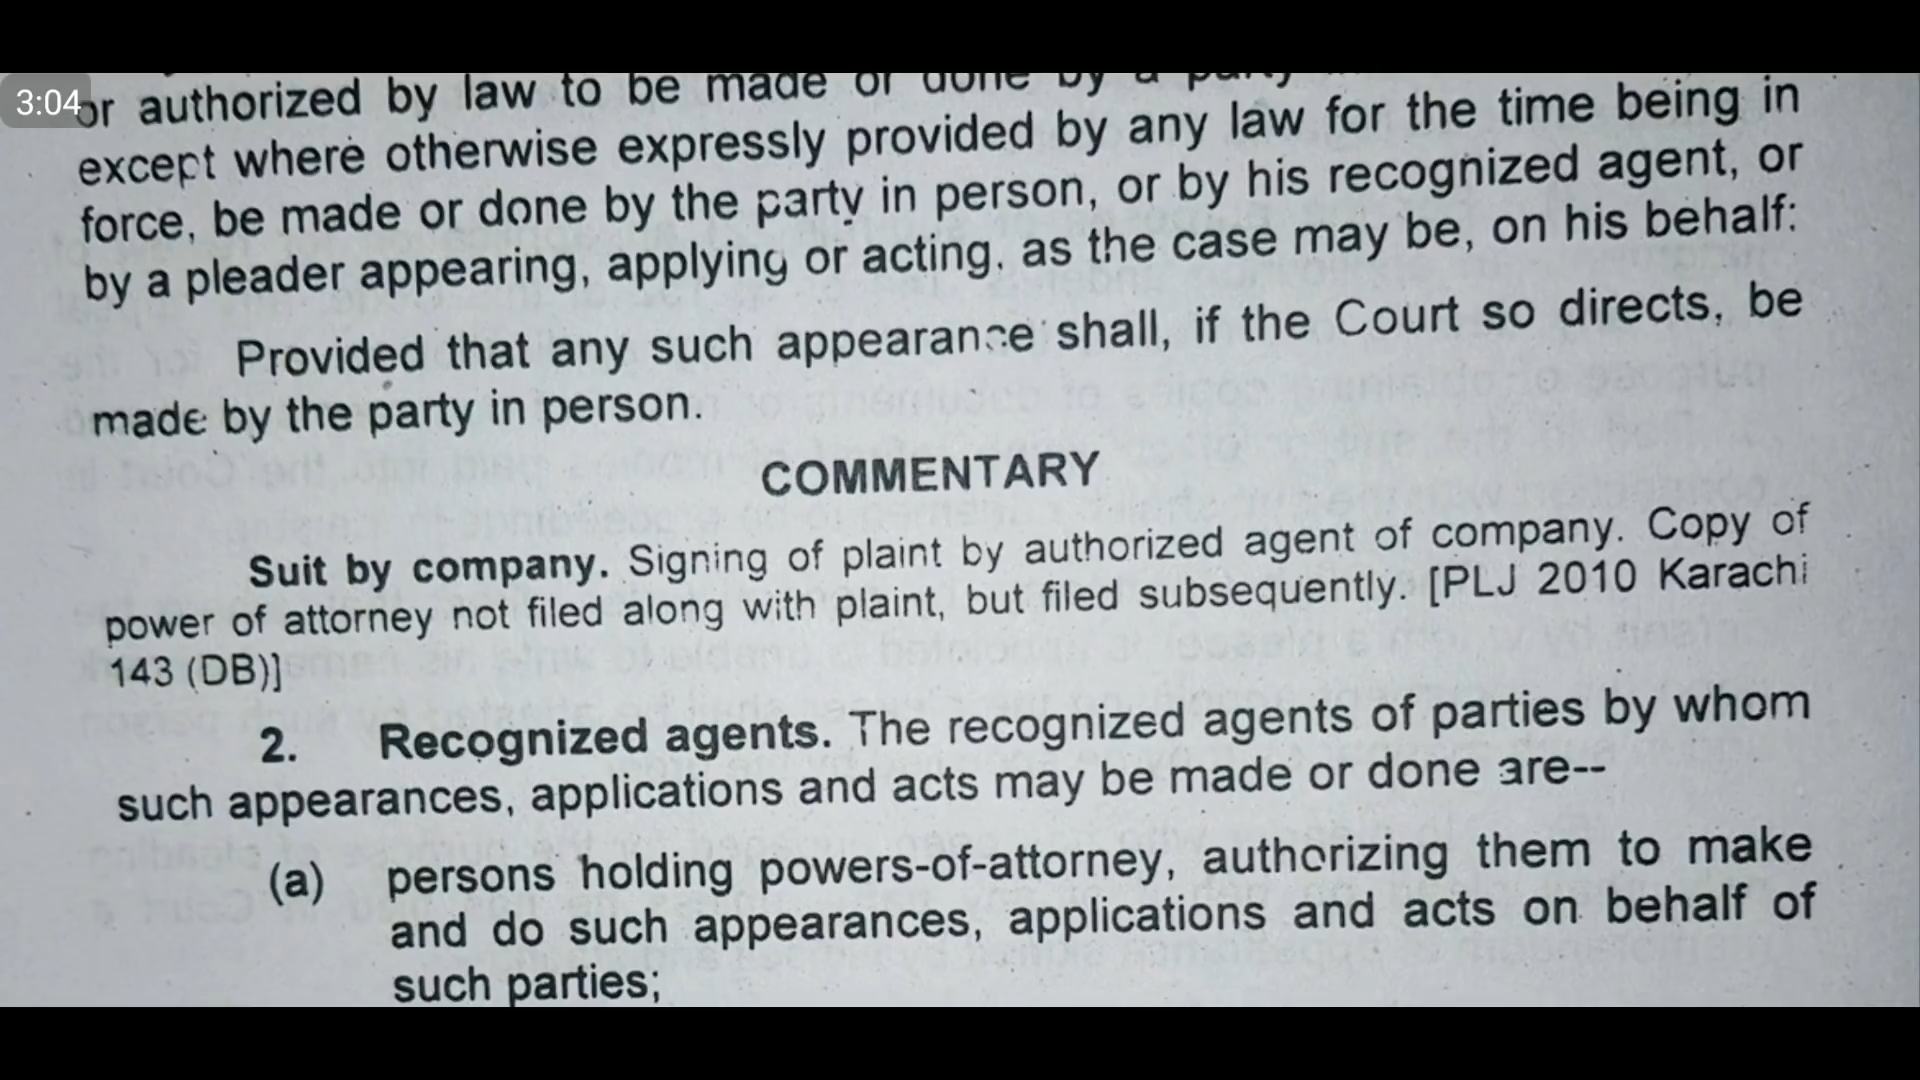 3:04
or authorized by law to be made or done by a party
except where otherwise expressly provided by any law for the time being in
force, be made or done by the party in person, or by his recognized agent, or
by a pleader appearing, applying or acting, as the case may be, on his behalf:
Provided that any such appearance shall, if the Court so directs, be
made by the party in person.
COMMENTARY
Suit by company. Signing of plaint by authorized agent of company. Copy of
power of attorney not filed along with plaint, but filed subsequently. [PLJ 2010 Karachi
143 (DB)]
2. Recognized agents. The recognized agents of parties by whom
such appearances, applications and acts may be made or done are--
(a) persons holding powers-of-attorney, authorizing them to make
and do such appearances, applications and acts on behalf of
such parties;